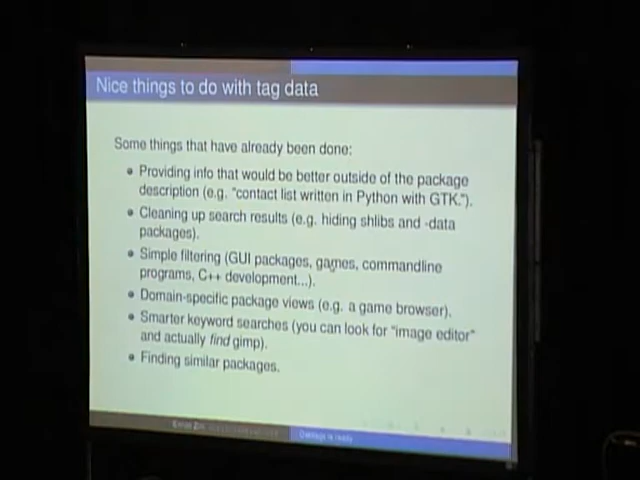 Nice things to do with tag data
Some things that have already been done:
• Providing info that would be better outside of the package
description (e.g. "contact list written in Python with GTK.").
• Cleaning up search results (e.g. hiding shlibs and -data
packages).
• Simple filtering (GUI packages, games, commandline
programs, C++ development...).
• Domain-specific package views (e.g. a game browser).
• Smarter keyword searches (you can look for "image editor"
and actually find gimp).
• Finding similar packages.